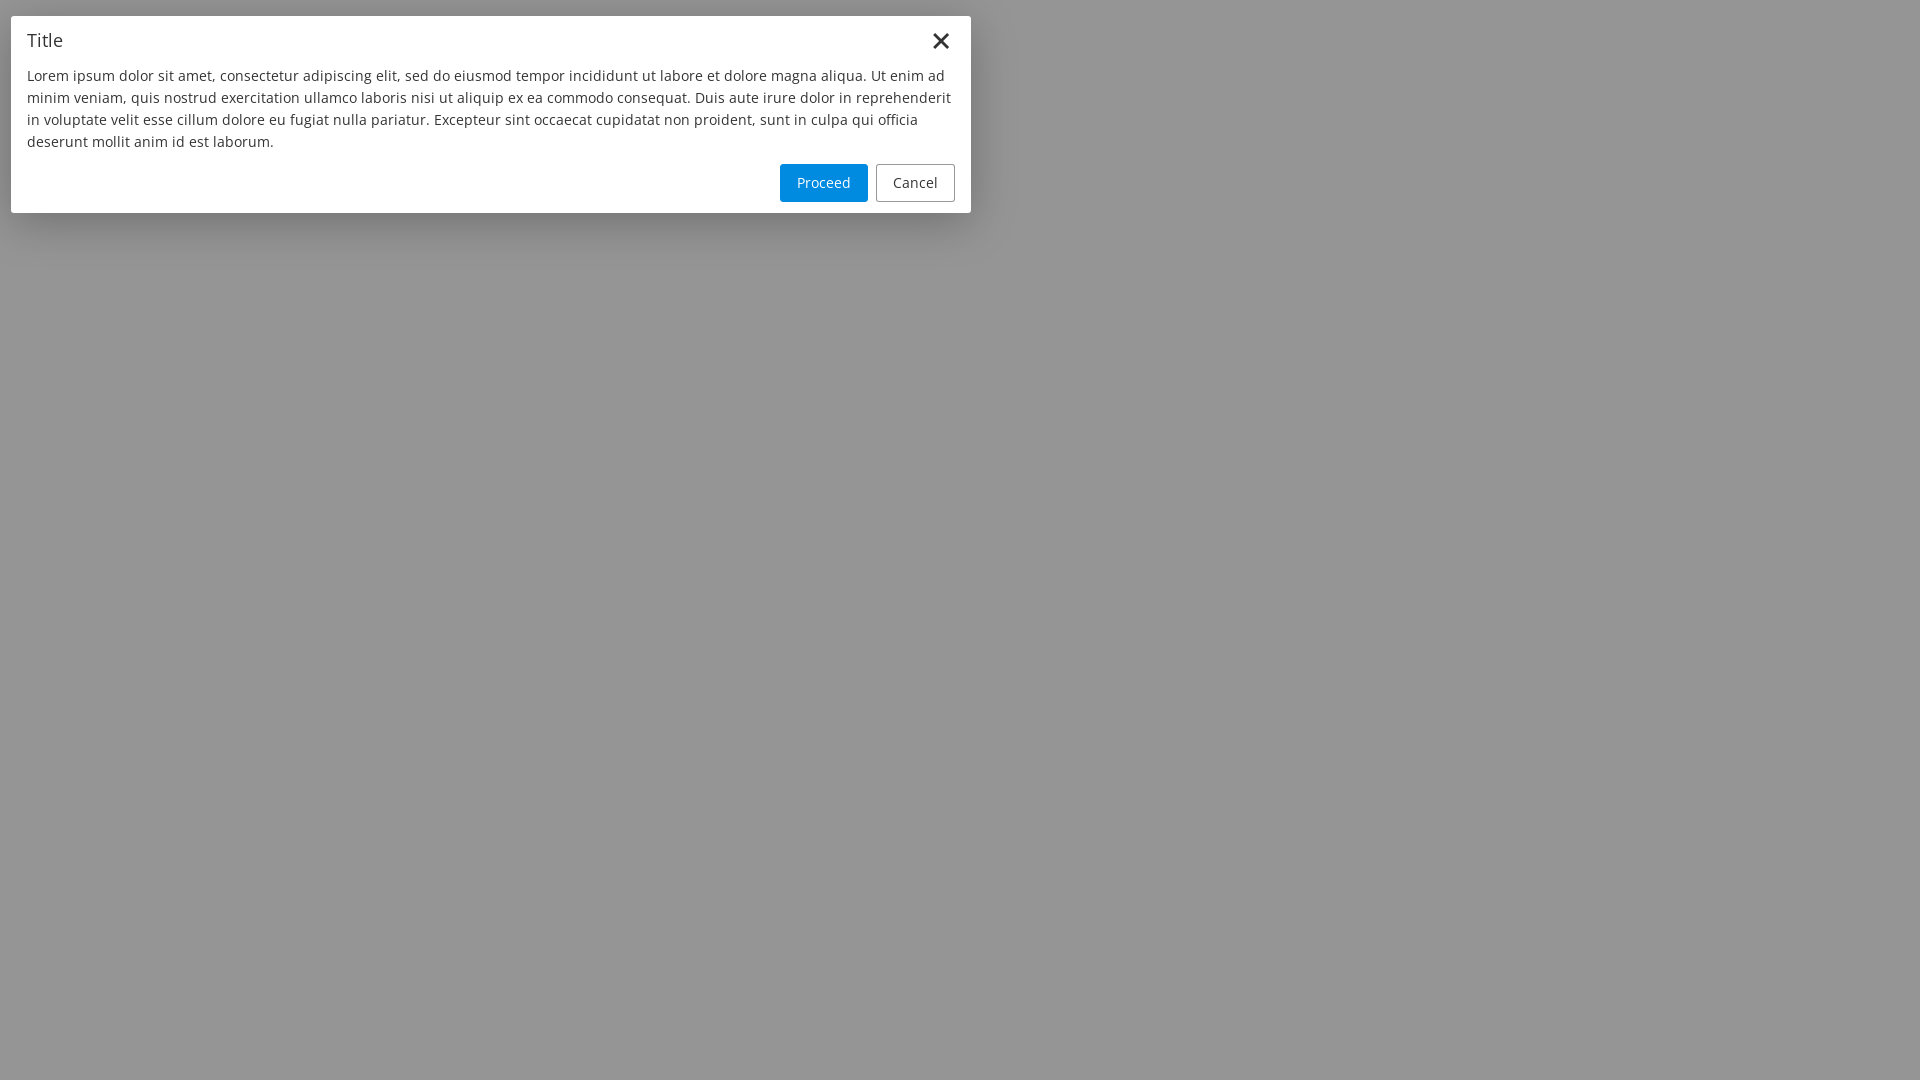 Title
Lorem ipsum dolor sit amet, consectetur adipiscing elit, sed do eiusmod tempor incididunt ut labore et dolore magna aliqua. Ut enim ad
minim veniam, quis nostrud exercitation ullamco laboris nisi ut aliquip ex ea commodo consequat. Duis aute irure dolor in reprehenderit
in voluptate velit esse cillum dolore eu fugiat nulla pariatur. Excepteur sint occaecat cupidatat non proident, sunt in culpa qui officia
deserunt mollit anim id est laborum.
Proceed Cancel